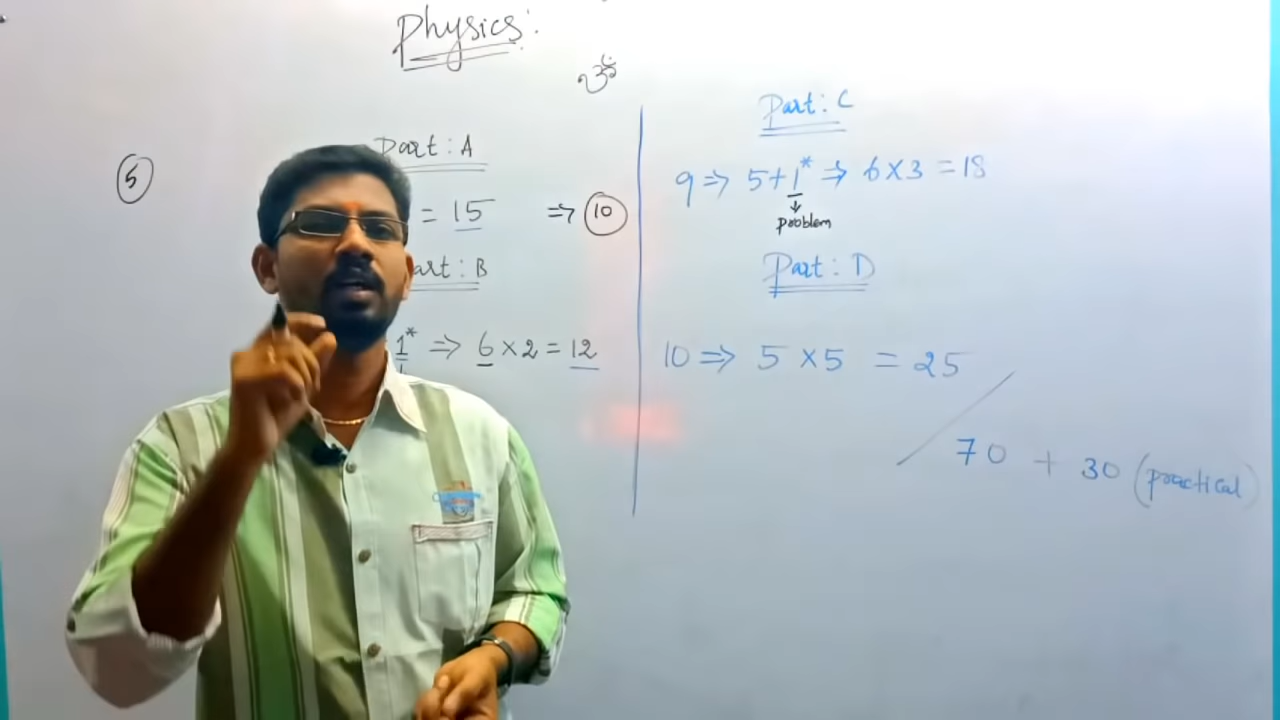 Physics:
5
Part: A
= 15 ⇒ 10
art: B
1* ⇒ 6 × 2 = 12
Part: C
9 ⇒ 5 + 1* ⇒ 6 × 3 = 18
↓
problem
Part: D
10 ⇒ 5 × 5 = 25
70 + 30 (practical)